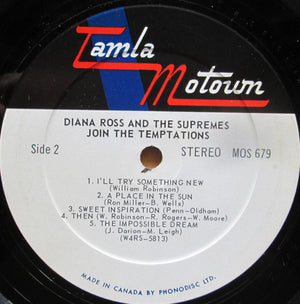 Tamla
Motown
DIANA ROSS AND THE SUPREMES
JOIN THE TEMPTATIONS
Side 2 STEREO MOS 679
1. I'LL TRY SOMETHING NEW
(William Robinson)
2. A PLACE IN THE SUN
(Ron Miller-B. Wells)
3. SWEET INSPIRATION (Penn-Oldham)
4. THEN (W. Robinson-R. Rogers-W. Moore)
5. THE IMPOSSIBLE DREAM
(J. Darion-M. Leigh)
(W4RS-5813)
MADE IN CANADA BY PHONODISC LTD.